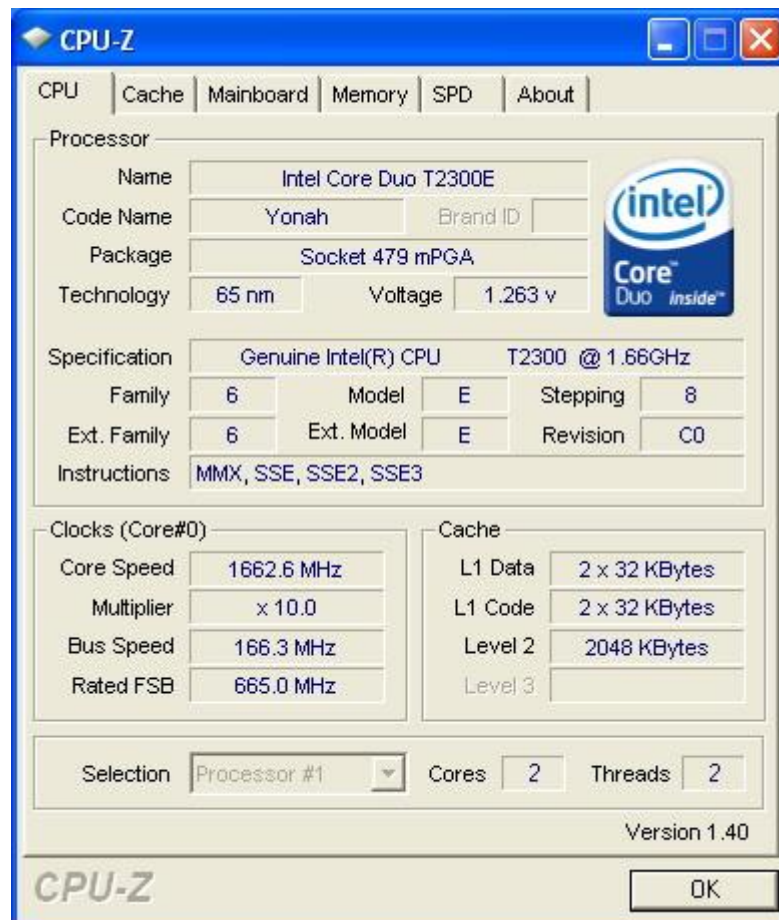 CPU-Z
CPU Cache Mainboard Memory SPD About
Processor
Name Intel Core Duo T2300E
Code Name Yonah Brand ID
Package Socket 479 mPGA
Technology 65 nm Voltage 1.263 v
intel
Core™
Duo inside™
Specification Genuine Intel(R) CPU T2300 @ 1.66GHz
Family 6 Model E Stepping 8
Ext. Family 6 Ext. Model E Revision C0
Instructions MMX, SSE, SSE2, SSE3
Clocks (Core#0)
Core Speed 1662.6 MHz
Multiplier x 10.0
Bus Speed 166.3 MHz
Rated FSB 665.0 MHz
Cache
L1 Data 2 x 32 KBytes
L1 Code 2 x 32 KBytes
Level 2 2048 KBytes
Level 3
Selection Processor #1 Cores 2 Threads 2
Version 1.40
CPU-Z OK